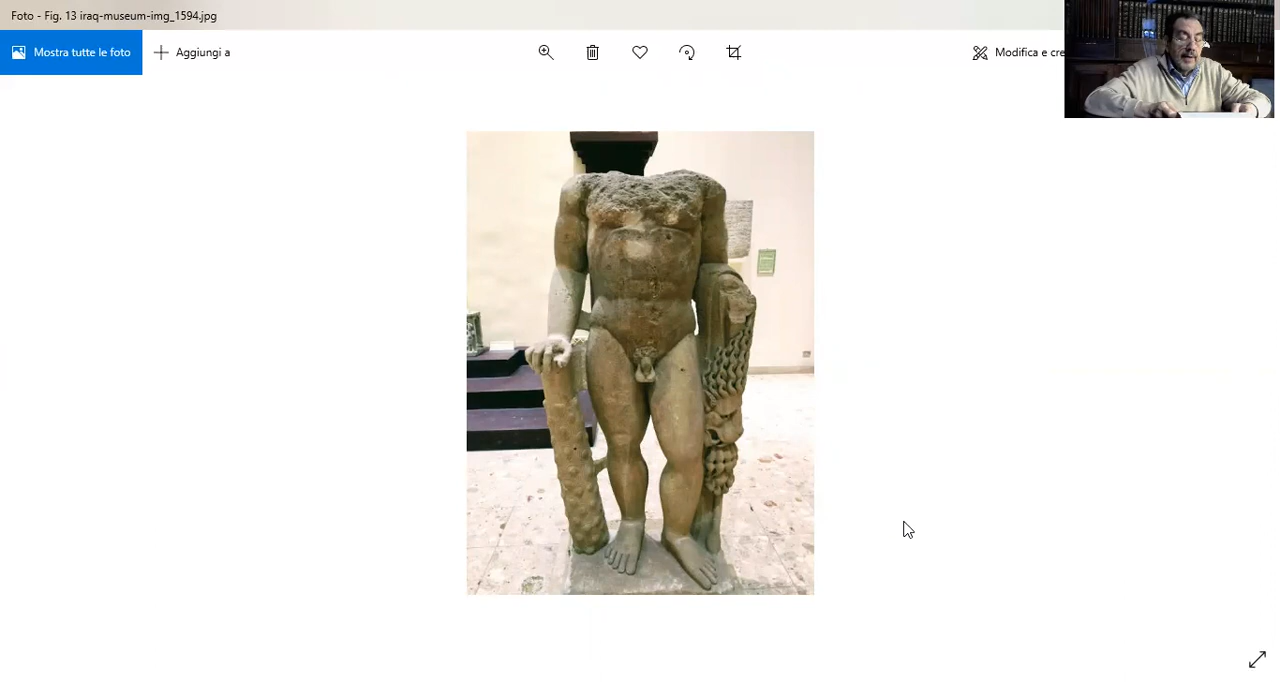 Foto - Fig. 13 iraq-museum-img_1594.jpg
Mostra tutte le foto
Aggiungi a
Modifica e cre